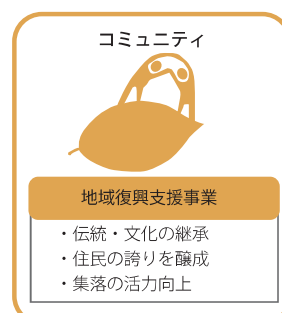 コミュニティ
地域復興支援事業
・伝統・文化の継承
・住民の誇りを醸成
・集落の活力向上